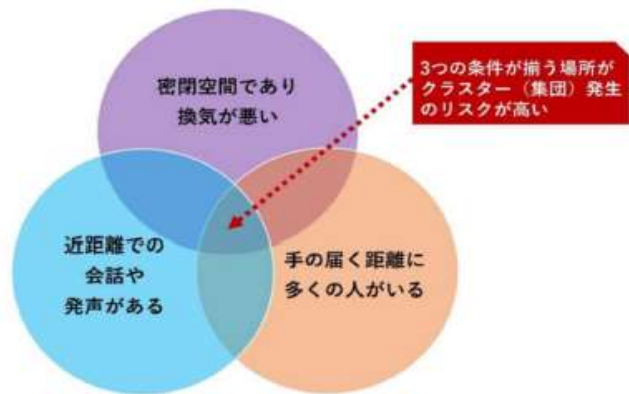 密閉空間であり
換気が悪い
3つの条件が揃う場所が
クラスター（集団）発生
のリスクが高い
近距離での
会話や
発声がある
手の届く距離に
多くの人がいる